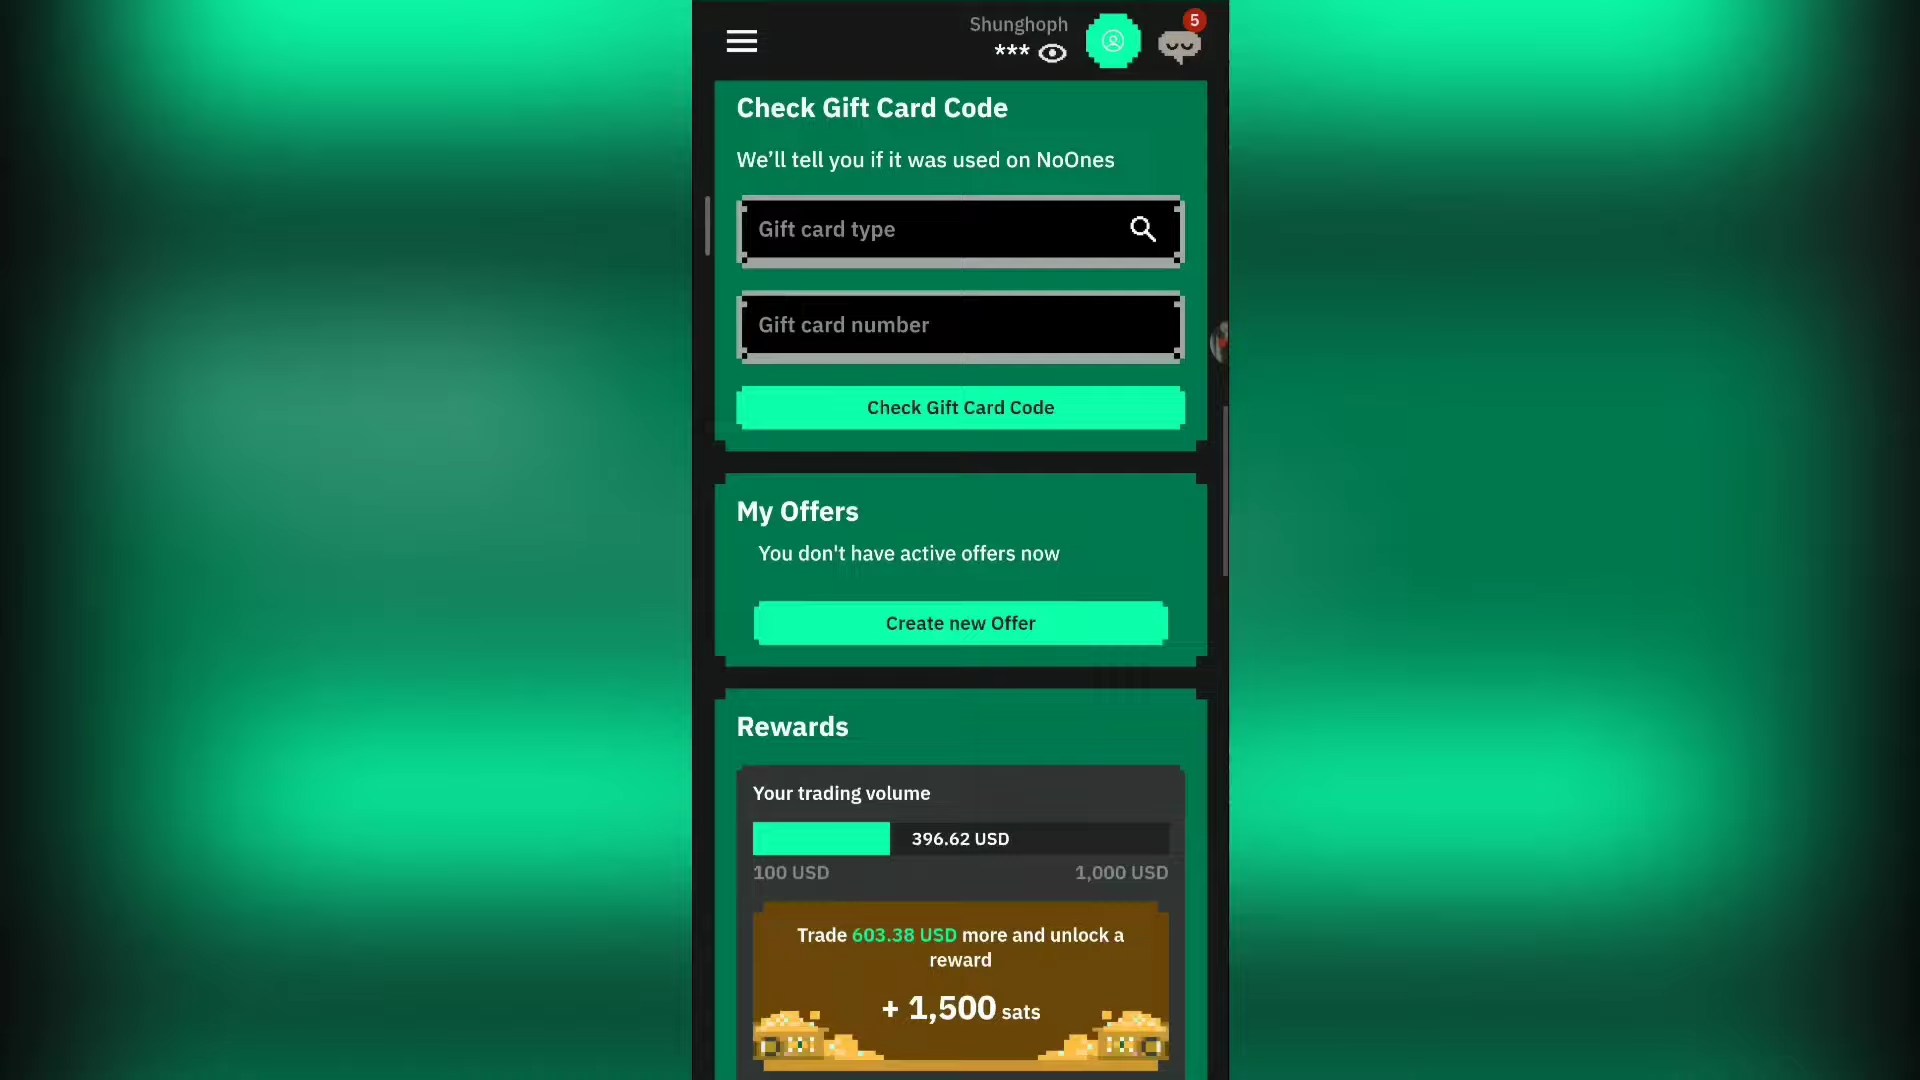 Shunghoph
***
5
Check Gift Card Code
We'll tell you if it was used on NoOnes
Gift card type
Gift card number
Check Gift Card Code
My Offers
You don't have active offers now
Create new Offer
Rewards
Your trading volume
396.62 USD
100 USD 1,000 USD
Trade 603.38 USD more and unlock a
reward
+ 1,500 sats